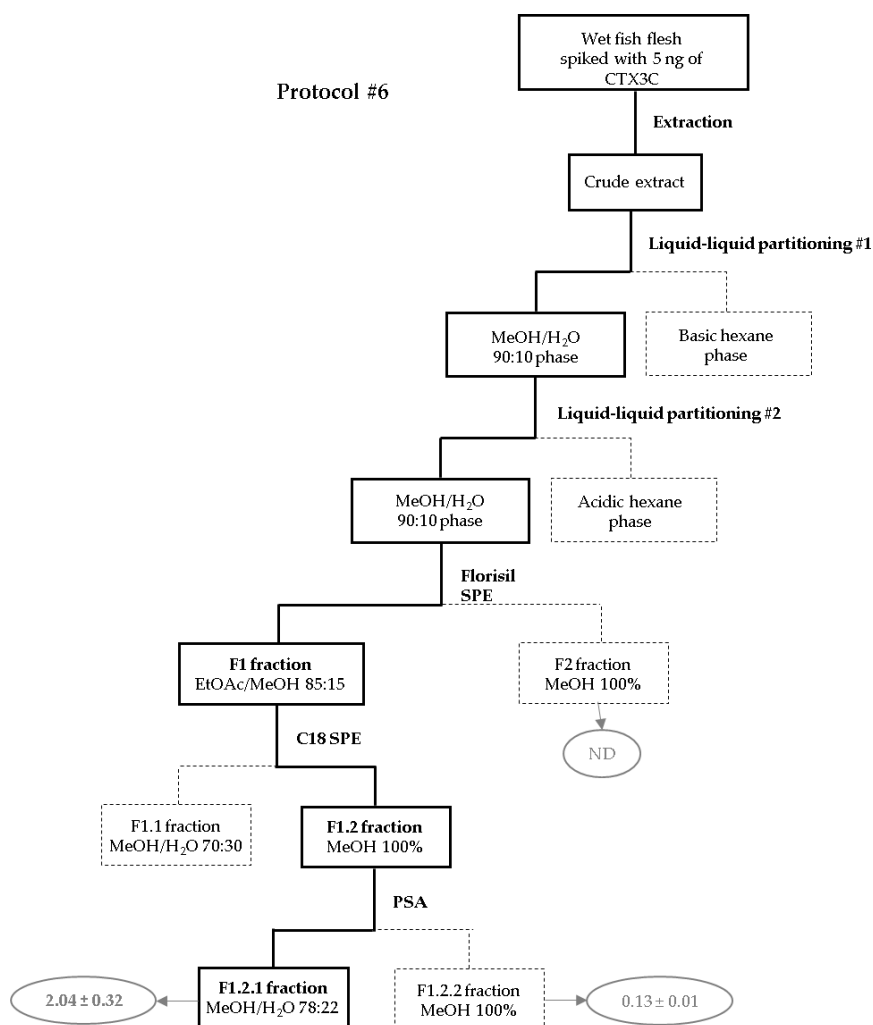 Wet fish flesh
spiked with 5 ng of
CTX3C
Protocol #6
Extraction
Crude extract
Liquid-liquid partitioning #1
MeOH/H₂O
90:10 phase
Basic hexane
phase
Liquid-liquid partitioning #2
MeOH/H₂O
90:10 phase
Acidic hexane
phase
Florisil
SPE
F1 fraction
EtOAc/MeOH 85:15
F2 fraction
MeOH 100%
C18 SPE
ND
F1.1 fraction
MeOH/H₂O 70:30
F1.2 fraction
MeOH 100%
PSA
2.04 ± 0.32
F1.2.1 fraction
MeOH/H₂O 78:22
F1.2.2 fraction
MeOH 100%
0.13 ± 0.01